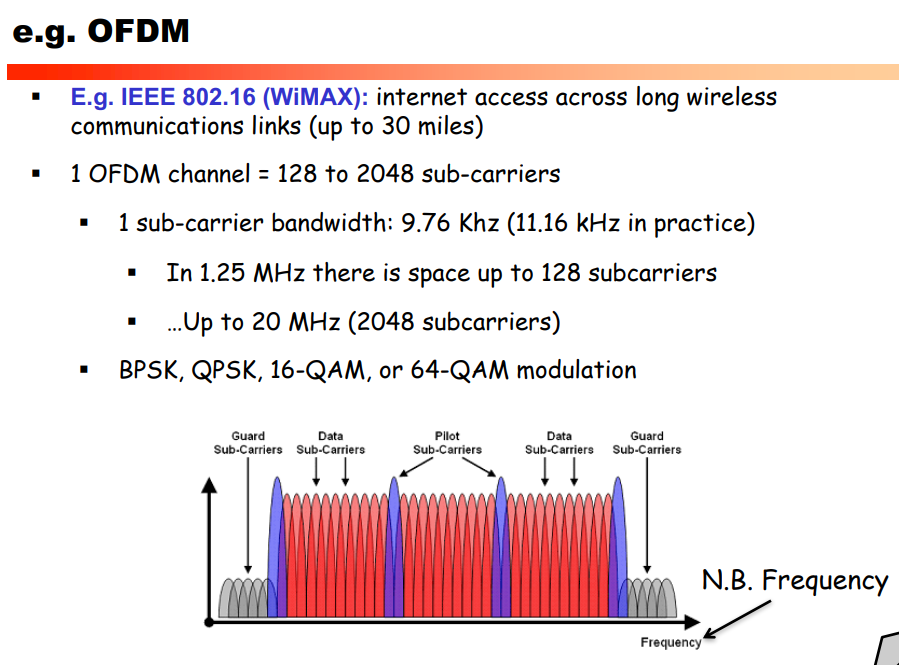 e.g. OFDM
▪ E.g. IEEE 802.16 (WiMAX): internet access across long wireless
communications links (up to 30 miles)
▪ 1 OFDM channel = 128 to 2048 sub-carriers
▪ 1 sub-carrier bandwidth: 9.76 Khz (11.16 kHz in practice)
▪ In 1.25 MHz there is space up to 128 subcarriers
▪ …Up to 20 MHz (2048 subcarriers)
▪ BPSK, QPSK, 16-QAM, or 64-QAM modulation
Guard Data Pilot Data Guard
Sub-Carriers Sub-Carriers Sub-Carriers Sub-Carriers Sub-Carriers
N.B. Frequency
Frequency